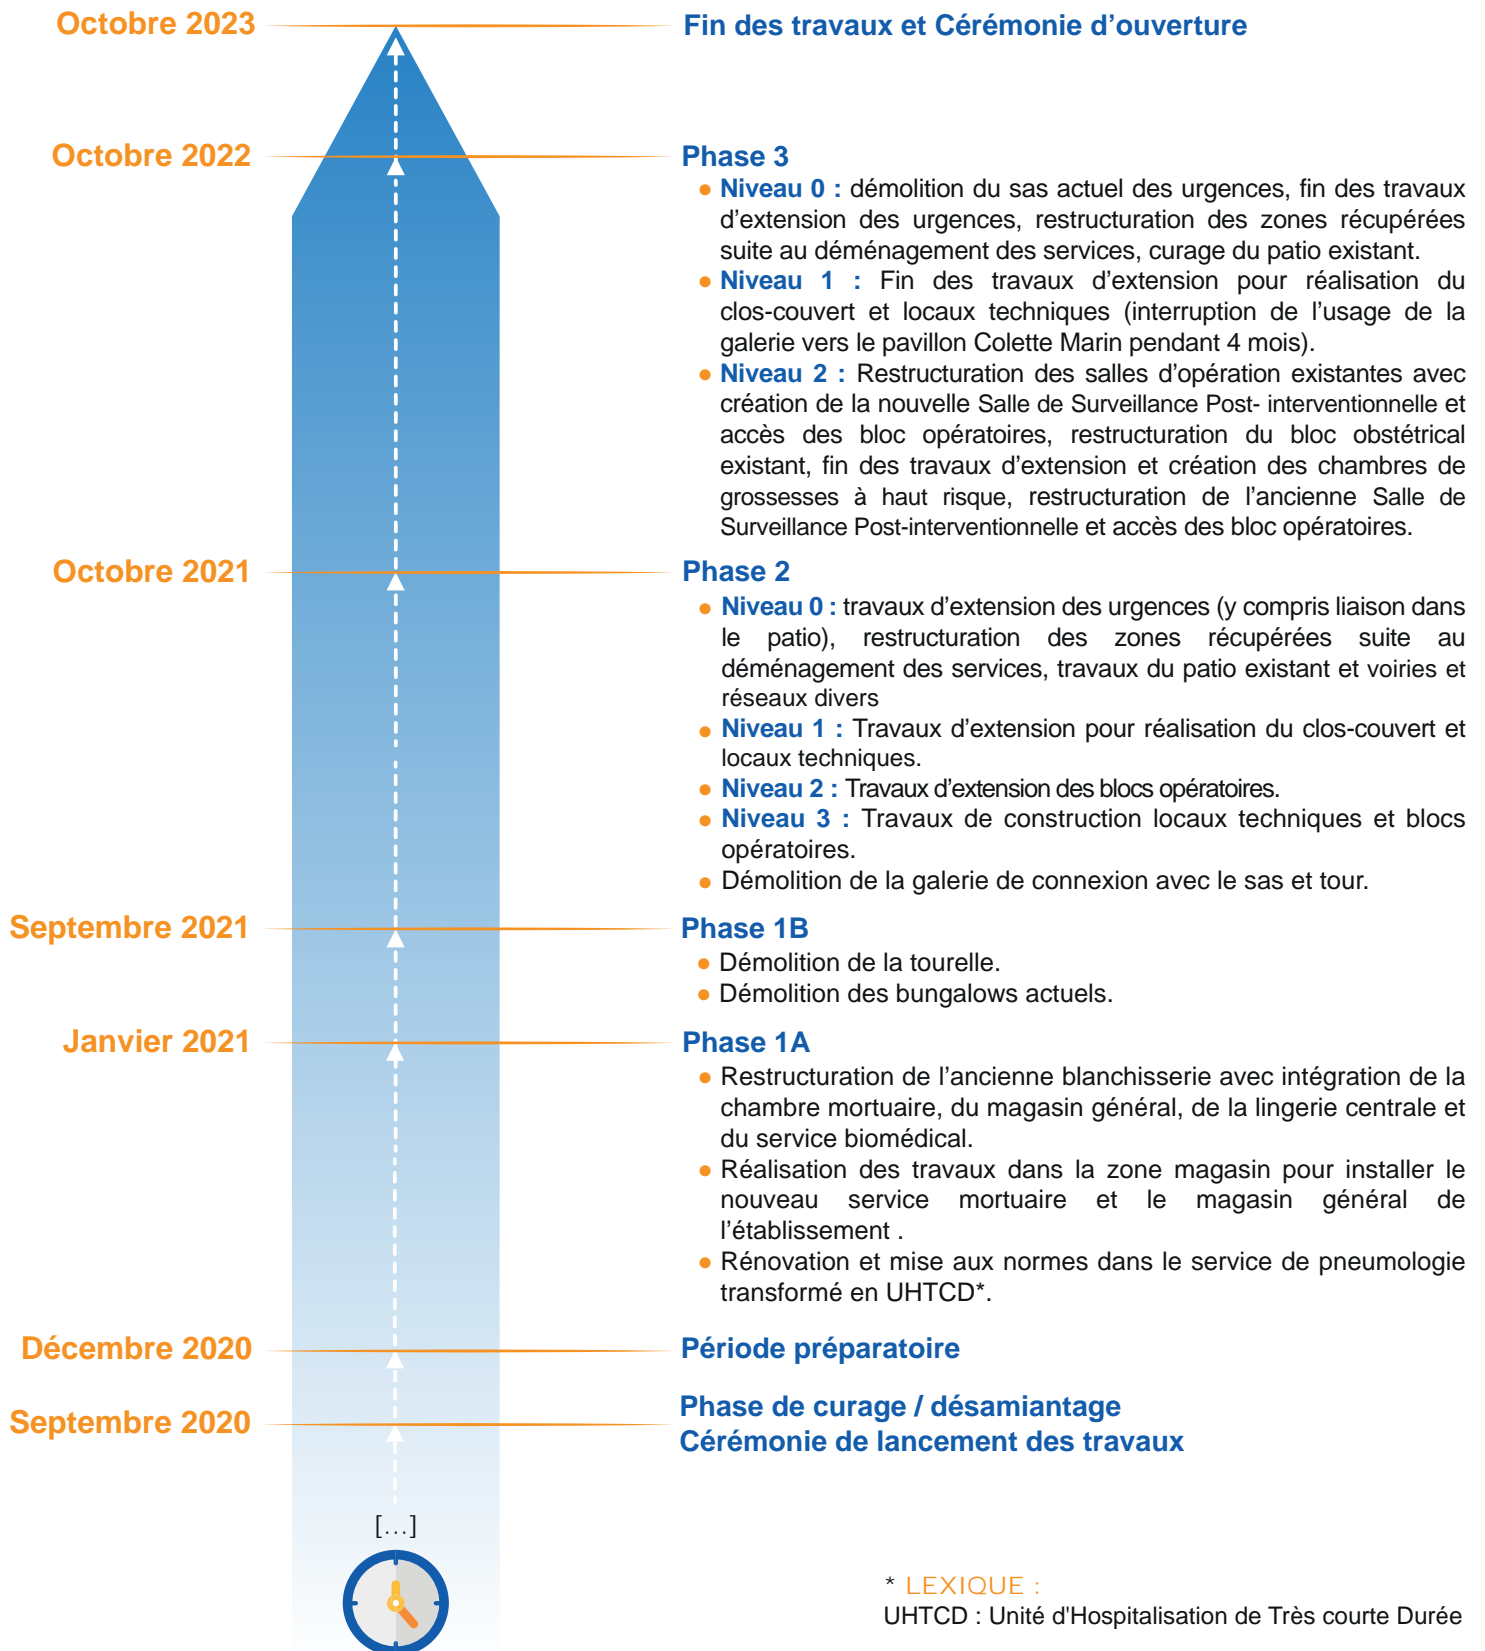 Octobre 2023
Fin des travaux et Cérémonie d’ouverture
Octobre 2022
Phase 3
● Niveau 0 : démolition du sas actuel des urgences, fin des travaux
d’extension des urgences, restructuration des zones récupérées
suite au déménagement des services, curage du patio existant.
● Niveau 1 : Fin des travaux d’extension pour réalisation du
clos-couvert et locaux techniques (interruption de l’usage de la
galerie vers le pavillon Colette Marin pendant 4 mois).
● Niveau 2 : Restructuration des salles d’opération existantes avec
création de la nouvelle Salle de Surveillance Post- interventionnelle et
accès des bloc opératoires, restructuration du bloc obstétrical
existant, fin des travaux d’extension et création des chambres de
grossesses à haut risque, restructuration de l’ancienne Salle de
Surveillance Post-interventionnelle et accès des bloc opératoires.
Octobre 2021
Phase 2
● Niveau 0 : travaux d’extension des urgences (y compris liaison dans
le patio), restructuration des zones récupérées suite au
déménagement des services, travaux du patio existant et voiries et
réseaux divers
● Niveau 1 : Travaux d’extension pour réalisation du clos-couvert et
locaux techniques.
● Niveau 2 : Travaux d’extension des blocs opératoires.
● Niveau 3 : Travaux de construction locaux techniques et blocs
opératoires.
● Démolition de la galerie de connexion avec le sas et tour.
Septembre 2021
Phase 1B
● Démolition de la tourelle.
● Démolition des bungalows actuels.
Janvier 2021
Phase 1A
● Restructuration de l’ancienne blanchisserie avec intégration de la
chambre mortuaire, du magasin général, de la lingerie centrale et
du service biomédical.
● Réalisation des travaux dans la zone magasin pour installer le
nouveau service mortuaire et le magasin général de
l’établissement .
● Rénovation et mise aux normes dans le service de pneumologie
transformé en UHTCD*.
Décembre 2020
Période préparatoire
Septembre 2020
Phase de curage / désamiantage
Cérémonie de lancement des travaux
[...]
* LEXIQUE :
UHTCD : Unité d'Hospitalisation de Très courte Durée